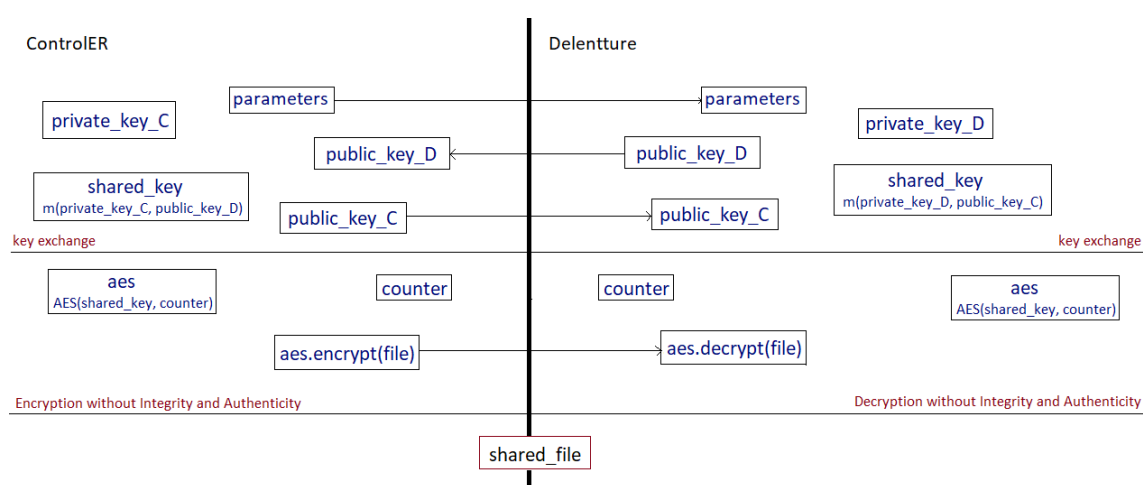 ControlER
Delentture
parameters
parameters
private_key_C
private_key_D
public_key_D
public_key_D
shared_key
m(private_key_C, public_key_D)
shared_key
m(private_key_D, public_key_C)
public_key_C
public_key_C
key exchange
key exchange
aes
AES(shared_key, counter)
counter
counter
aes
AES(shared_key, counter)
aes.encrypt(file)
aes.decrypt(file)
Encryption without Integrity and Authenticity
Decryption without Integrity and Authenticity
shared_file